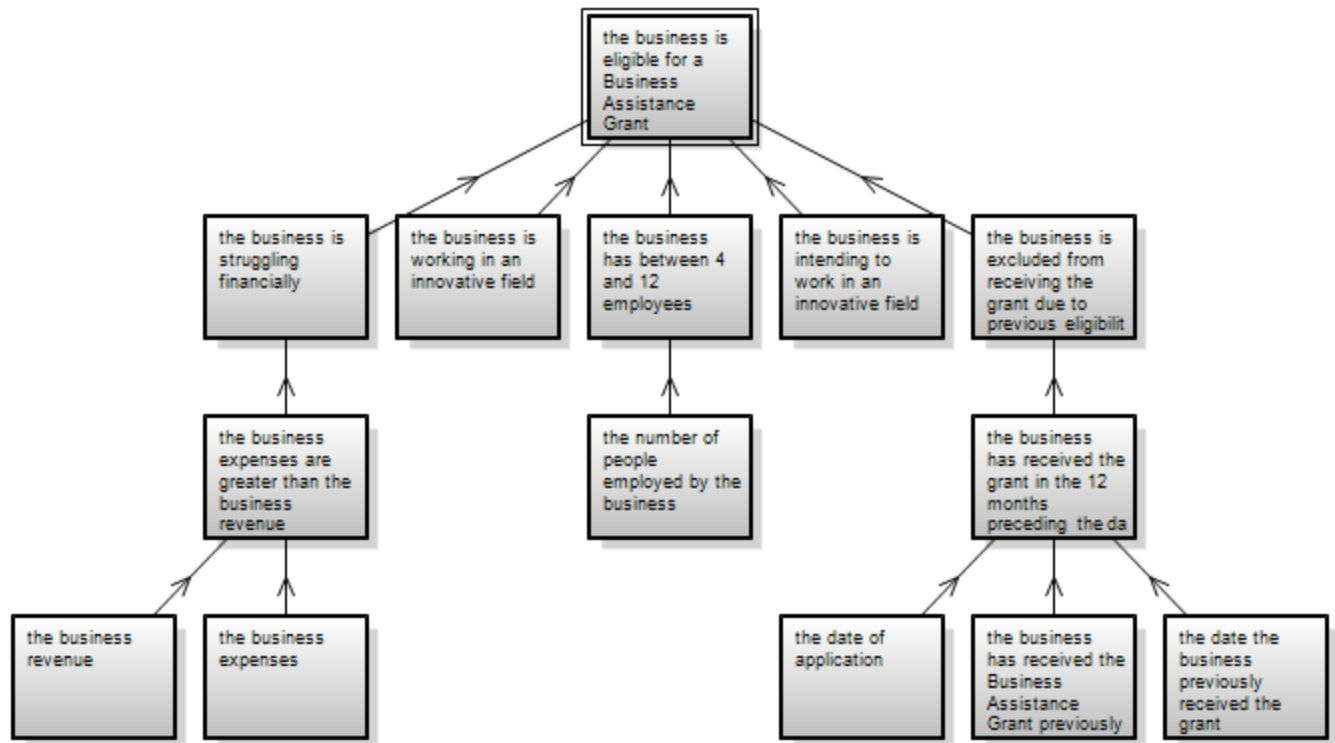 the business is
eligible for a
Business
Assistance
Grant
the business is
struggling
financially
the business is
working in an
innovative field
the business
has between 4
and 12
employees
the business is
intending to
work in an
innovative field
the business is
excluded from
receiving the
grant due to
previous eligibilit
the business
expenses are
greater than the
business
revenue
the number of
people
employed by the
business
the business
has received the
grant in the 12
months
preceding the da
the business
revenue
the business
expenses
the date of
application
the business
has received the
Business
Assistance
Grant previously
the date the
business
previously
received the
grant